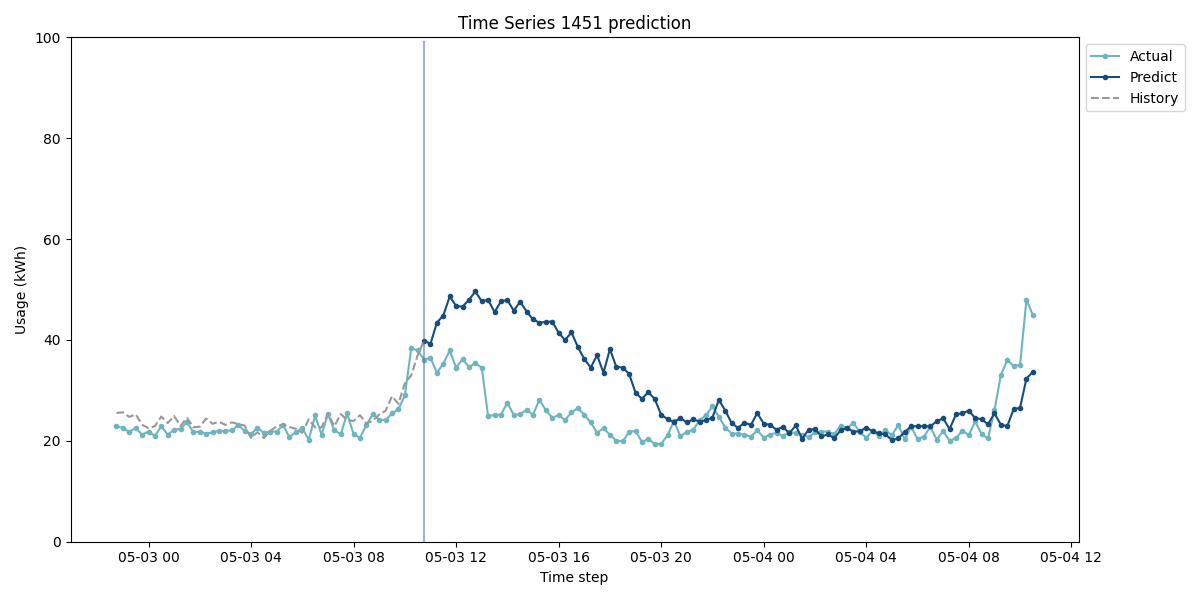 Time Series 1451 prediction
Usage (kWh)
100
80
60
40
20
0
05-03 00
05-03 04
05-03 08
05-03 12
05-03 16
05-03 20
05-04 00
05-04 04
05-04 08
05-04 12
Time step
Actual
Predict
History